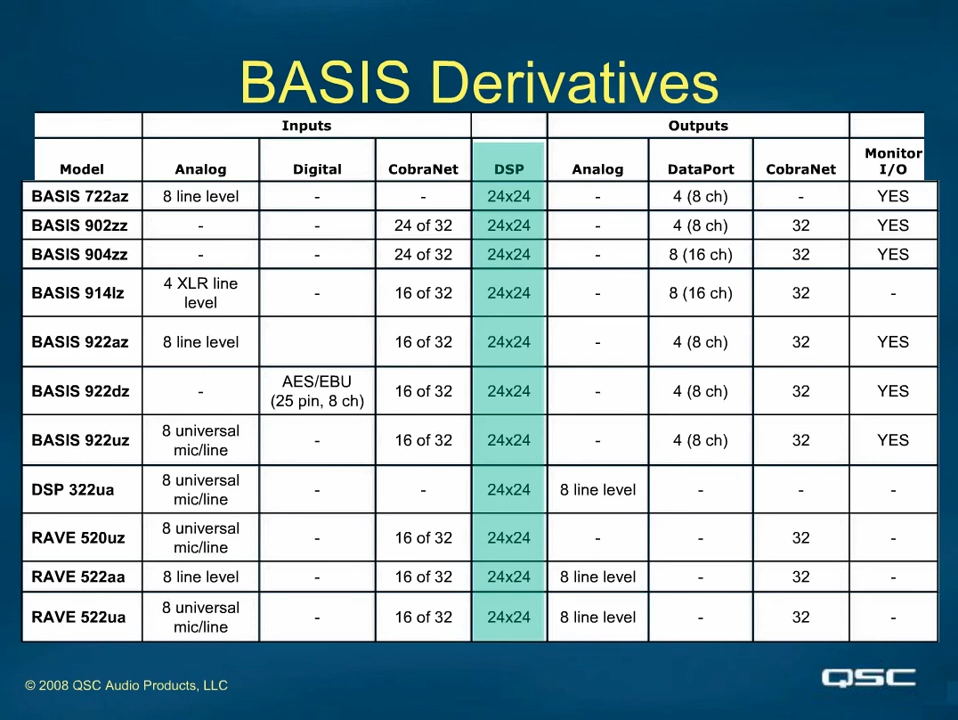 BASIS Derivatives
Inputs Outputs
Model Analog Digital CobraNet DSP Analog DataPort CobraNet Monitor I/O
BASIS 722az 8 line level - - 24x24 - 4 (8 ch) - YES
BASIS 902zz - - 24 of 32 24x24 - 4 (8 ch) 32 YES
BASIS 904zz - - 24 of 32 24x24 - 8 (16 ch) 32 YES
BASIS 914lz 4 XLR line level - 16 of 32 24x24 - 8 (16 ch) 32 -
BASIS 922az 8 line level 16 of 32 24x24 - 4 (8 ch) 32 YES
BASIS 922dz - AES/EBU (25 pin, 8 ch) 16 of 32 24x24 - 4 (8 ch) 32 YES
BASIS 922uz 8 universal mic/line - 16 of 32 24x24 - 4 (8 ch) 32 YES
DSP 322ua 8 universal mic/line - - 24x24 8 line level - - -
RAVE 520uz 8 universal mic/line - 16 of 32 24x24 - - 32 -
RAVE 522aa 8 line level - 16 of 32 24x24 8 line level - 32 -
RAVE 522ua 8 universal mic/line - 16 of 32 24x24 8 line level - 32 -
© 2008 QSC Audio Products, LLC
QSC